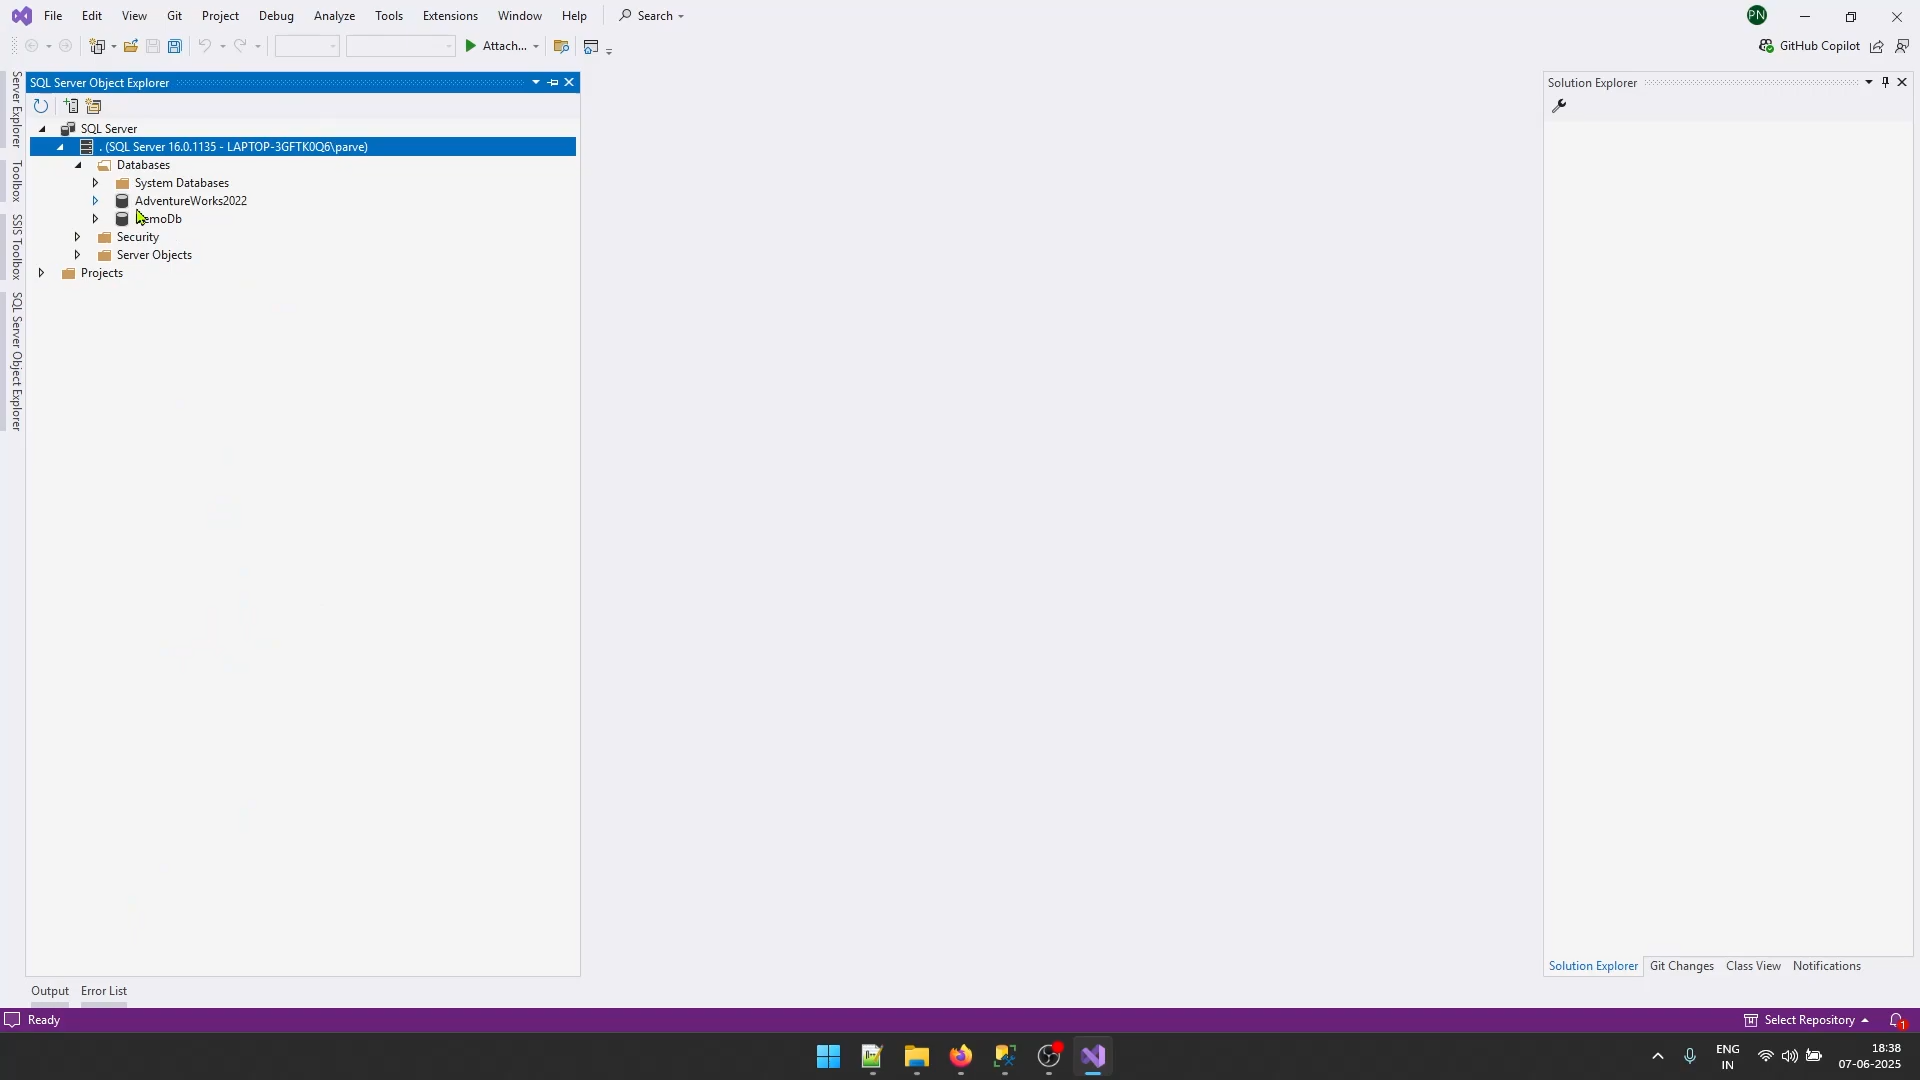 File Edit View Git Project Debug Analyze Tools Extensions Window Help Search PN
Attach... GitHub Copilot
SQL Server Object Explorer
Solution Explorer
Server Explorer
Toolbox
SSIS Toolbox
SQL Server Object Explorer
SQL Server
. (SQL Server 16.0.1135 - LAPTOP-3GFTK0Q6\parve)
Databases
System Databases
AdventureWorks2022
DemoDb
Security
Server Objects
Projects
Solution Explorer Git Changes Class View Notifications
Output Error List
Ready
Select Repository 1
ENG
IN
18:38
07-06-2025